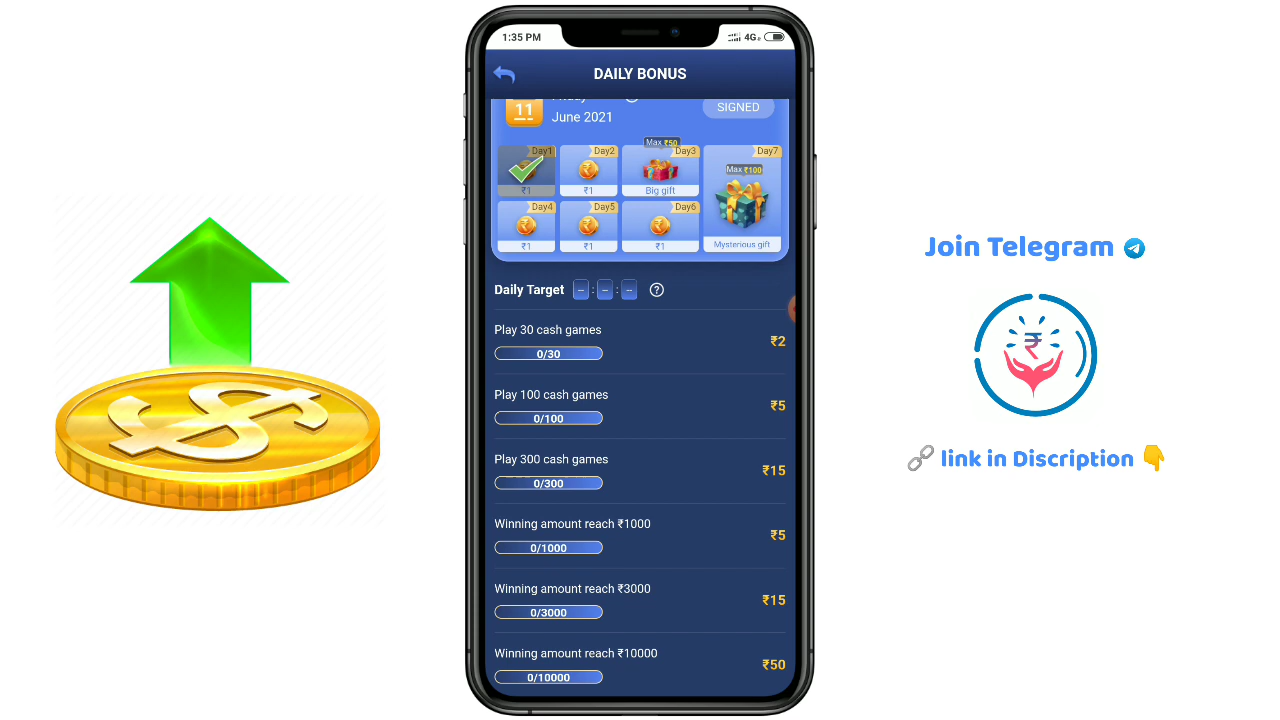 1:35 PM
4G
DAILY BONUS
11
June 2021
SIGNED
Day1
₹1
Day2
₹1
Max ₹50
Day3
Big gift
Day7
Max ₹100
Mysterious gift
Day4
₹1
Day5
₹1
Day6
₹1
Daily Target -- : -- : -- ?
Play 30 cash games
0/30
₹2
Play 100 cash games
0/100
₹5
Play 300 cash games
0/300
₹15
Winning amount reach ₹1000
0/1000
₹5
Winning amount reach ₹3000
0/3000
₹15
Winning amount reach ₹10000
0/10000
₹50
Join Telegram
₹
link in Discription